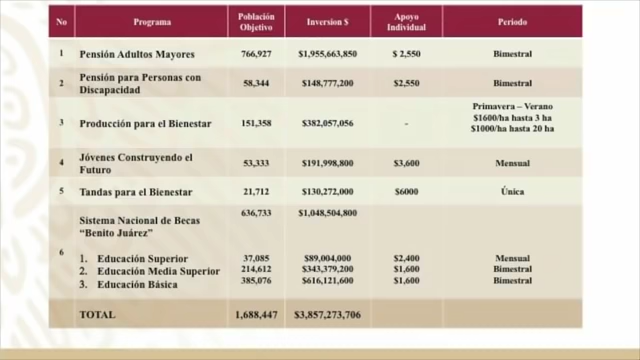 No Programa Población Objetivo Inversion $ Apoyo Individual Periodo
1 Pensión Adultos Mayores 766,927 $1,955,663,850 $ 2,550 Bimestral
2 Pensión para Personas con Discapacidad 58,344 $148,777,200 $2,550 Bimestral
3 Producción para el Bienestar 151,358 $382,057,056 - Primavera – Verano
$1600/ha hasta 3 ha
$1000/ha hasta 20 ha
4 Jóvenes Construyendo el Futuro 53,333 $191,998,800 $3,600 Mensual
5 Tandas para el Bienestar 21,712 $130,272,000 $6000 Única
6 Sistema Nacional de Becas “Benito Juárez” 636,733 $1,048,504,800
1. Educación Superior 37,085 $89,004,000 $2,400 Mensual
2. Educación Media Superior 214,612 $343,379,200 $1,600 Bimestral
3. Educación Básica 385,076 $616,121,600 $1,600 Bimestral
TOTAL 1,688,447 $3,857,273,706